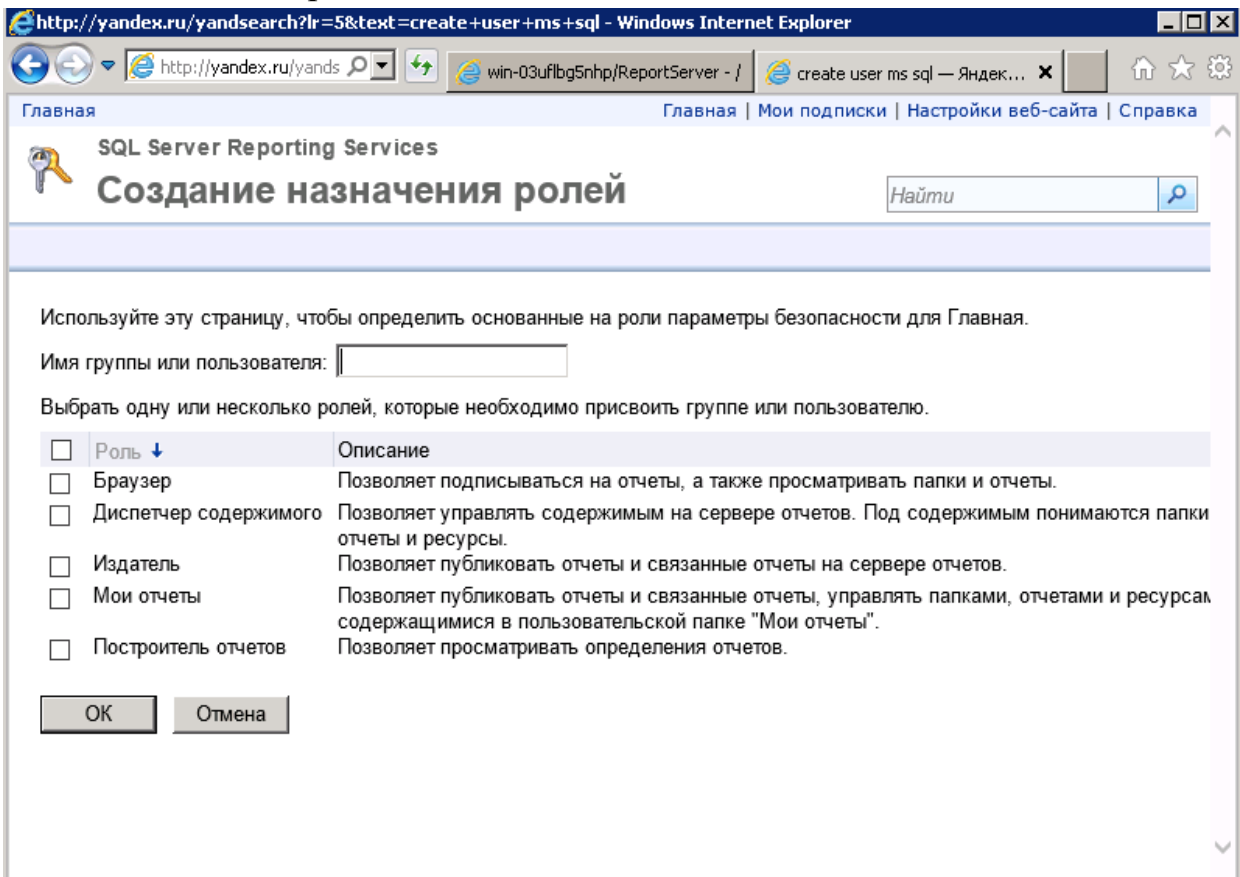 http://yandex.ru/yandsearch?lr=5&text=create+user+ms+sql - Windows Internet Explorer
http://yandex.ru/yands
win-03uflbg5nhp/ReportServer - /
create user ms sql — Яндек...
Главная
Главная | Мои подписки | Настройки веб-сайта | Справка
SQL Server Reporting Services
Создание назначения ролей
Найти
Используйте эту страницу, чтобы определить основанные на роли параметры безопасности для Главная.
Имя группы или пользователя:
Выбрать одну или несколько ролей, которые необходимо присвоить группе или пользователю.
Роль Описание
Браузер Позволяет подписываться на отчеты, а также просматривать папки и отчеты.
Диспетчер содержимого Позволяет управлять содержимым на сервере отчетов. Под содержимым понимаются папки
отчеты и ресурсы.
Издатель Позволяет публиковать отчеты и связанные отчеты на сервере отчетов.
Мои отчеты Позволяет публиковать отчеты и связанные отчеты, управлять папками, отчетами и ресурсам
содержащимися в пользовательской папке "Мои отчеты".
Построитель отчетов Позволяет просматривать определения отчетов.
ОК Отмена